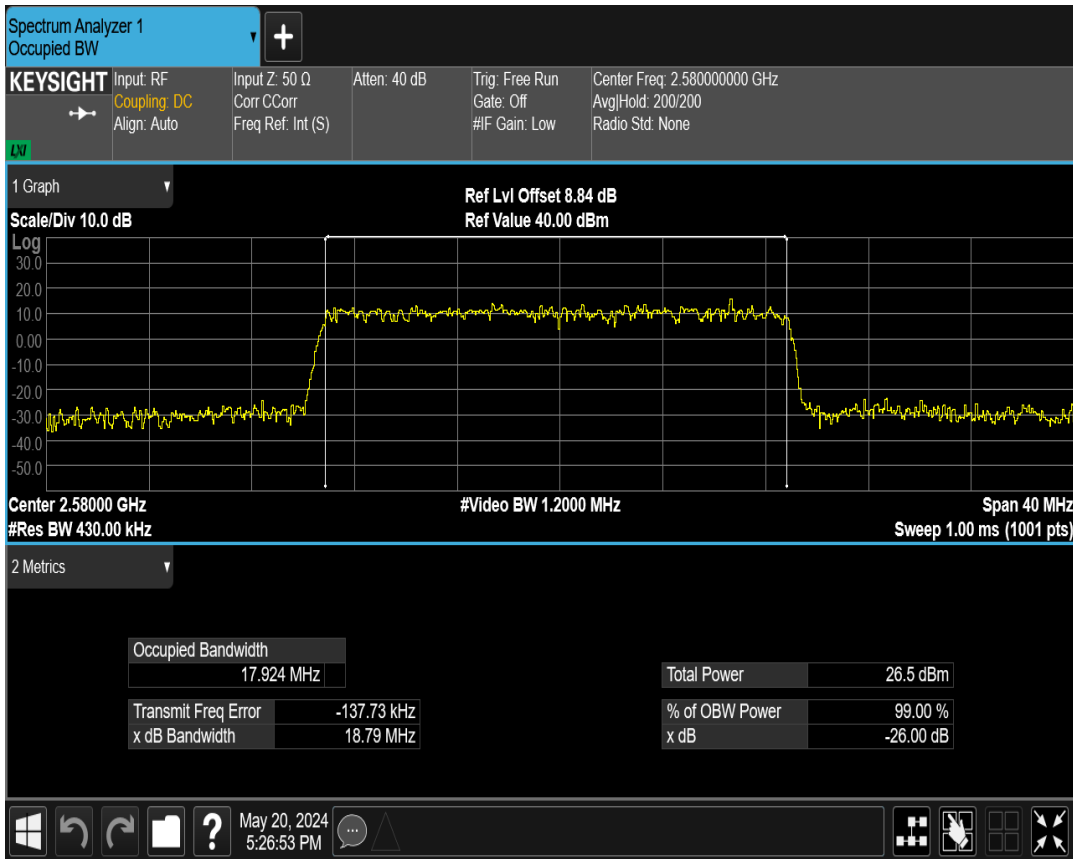 Spectrum Analyzer 1
Occupied BW
+
KEYSIGHT
LXI
Input: RF
Coupling: DC
Align: Auto
Input Z: 50 Ω
Corr CCorr
Freq Ref: Int (S)
Atten: 40 dB
Trig: Free Run
Gate: Off
#IF Gain: Low
Center Freq: 2.580000000 GHz
Avg|Hold: 200/200
Radio Std: None
1 Graph
Scale/Div 10.0 dB
Ref Lvl Offset 8.84 dB
Ref Value 40.00 dBm
Log
30.0
20.0
10.0
0.00
-10.0
-20.0
-30.0
-40.0
-50.0
Center 2.58000 GHz
#Video BW 1.2000 MHz
Span 40 MHz
#Res BW 430.00 kHz
Sweep 1.00 ms (1001 pts)
2 Metrics
Occupied Bandwidth
17.924 MHz
Total Power 26.5 dBm
Transmit Freq Error -137.73 kHz
% of OBW Power 99.00 %
x dB Bandwidth 18.79 MHz
x dB -26.00 dB
?
May 20, 2024
5:26:53 PM